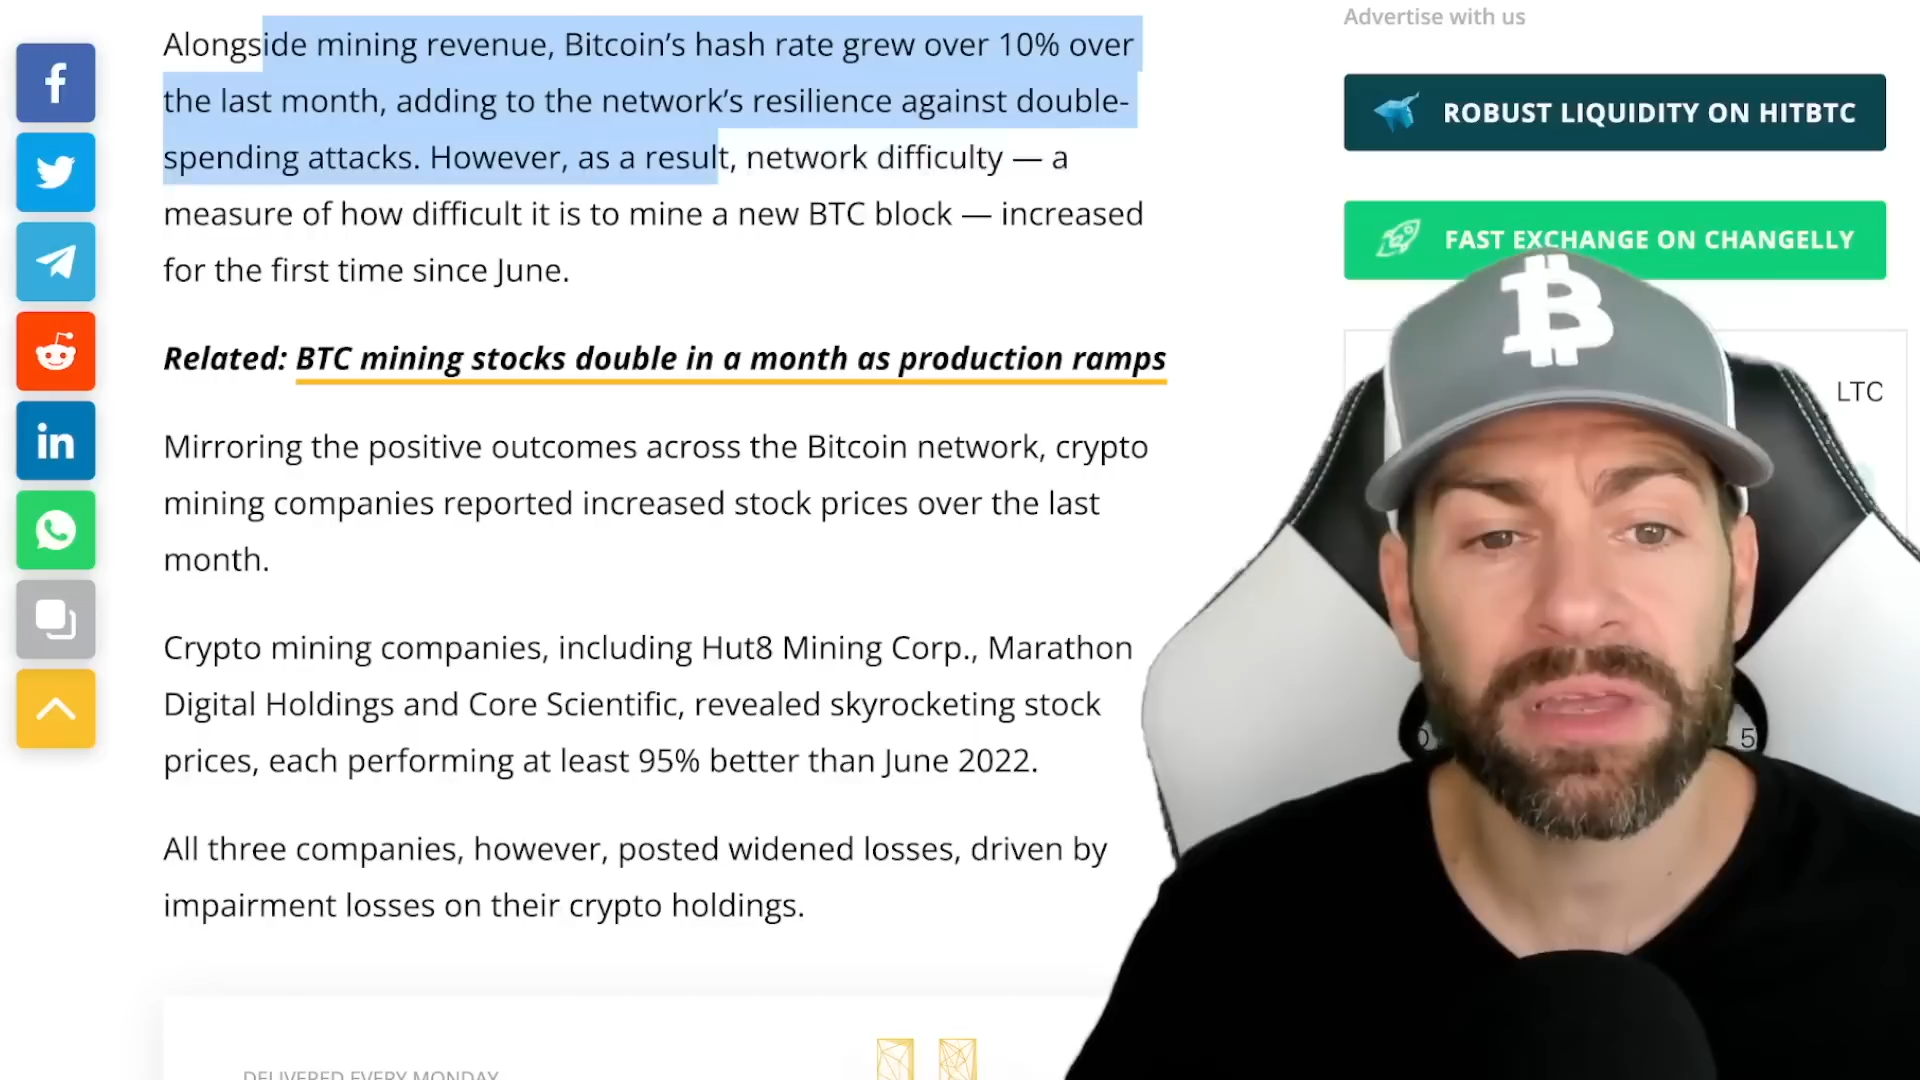 Advertise with us
Alongside mining revenue, Bitcoin’s hash rate grew over 10% over
the last month, adding to the network’s resilience against double-
spending attacks. However, as a result, network difficulty — a
measure of how difficult it is to mine a new BTC block — increased
for the first time since June.
Related: BTC mining stocks double in a month as production ramps
Mirroring the positive outcomes across the Bitcoin network, crypto
mining companies reported increased stock prices over the last
month.
Crypto mining companies, including Hut8 Mining Corp., Marathon
Digital Holdings and Core Scientific, revealed skyrocketing stock
prices, each performing at least 95% better than June 2022.
All three companies, however, posted widened losses, driven by
impairment losses on their crypto holdings.
DELIVERED EVERY MONDAY
ROBUST LIQUIDITY ON HITBTC
FAST EXCHANGE ON CHANGELLY
LTC
5